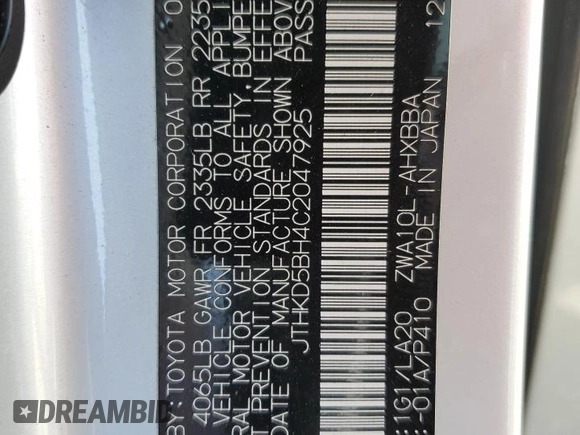 BY: TOYOTA MOTOR CORPORATION
4065LB GAWR FR 2335LB RR 2235
VEHICLE CONFORMS TO ALL APPLI
MOTOR VEHICLE SAFETY, BUMPE
PREVENTION STANDARDS IN EFFE
DATE OF MANUFACTURE SHOWN ABOV
JTHKD5BH4C2047925 PASS
1G1/LA20 ZWA10L-AHXBBA 12
-01A/P410 MADE IN JAPAN
DREAMBID